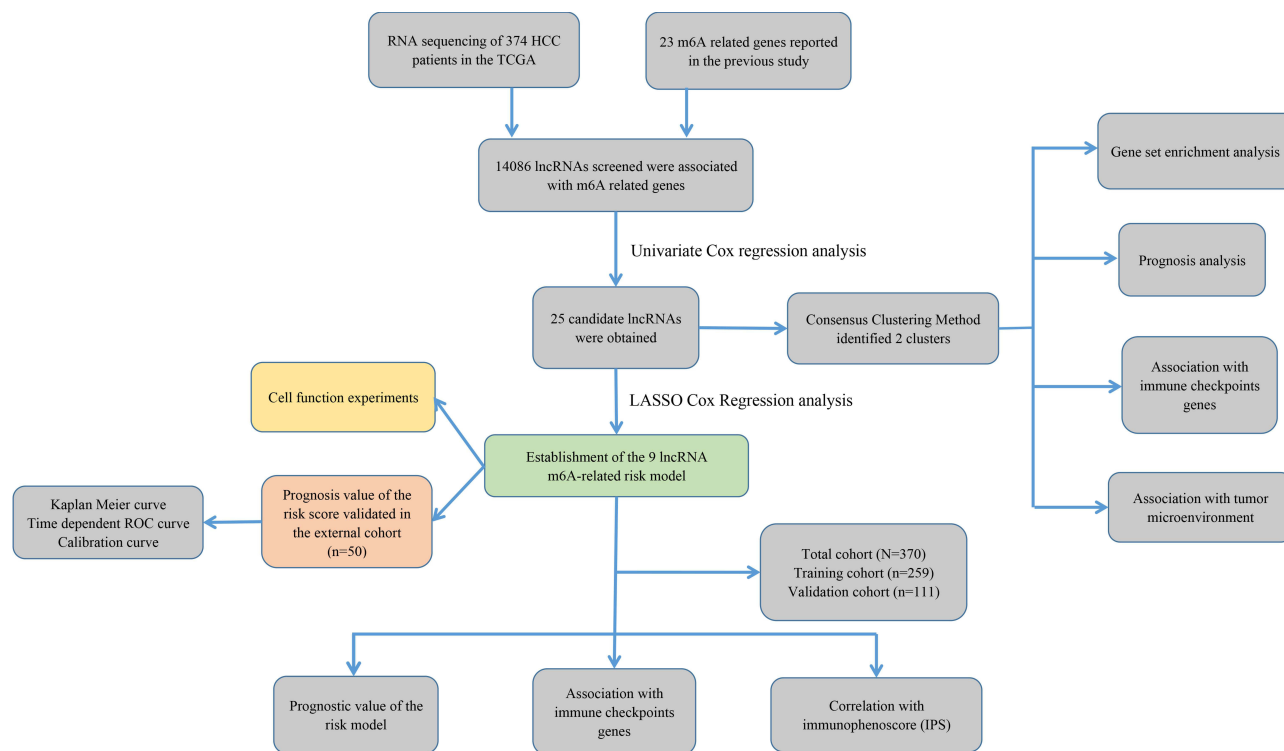 RNA sequencing of 374 HCC
patients in the TCGA
23 m6A related genes reported
in the previous study
14086 lncRNAs screened were associated
with m6A related genes
Univariate Cox regression analysis
25 candidate lncRNAs
were obtained
Consensus Clustering Method
identified 2 clusters
Gene set enrichment analysis
Prognosis analysis
Association with
immune checkpoints
genes
Association with tumor
microenvironment
LASSO Cox Regression analysis
Cell function experiments
Establishment of the 9 lncRNA
m6A-related risk model
Prognosis value of the
risk score validated in
the external cohort
(n=50)
Kaplan Meier curve
Time dependent ROC curve
Calibration curve
Total cohort (N=370)
Training cohort (n=259)
Validation cohort (n=111)
Prognostic value of the
risk model
Association with
immune checkpoints
genes
Correlation with
immunophenoscore (IPS)